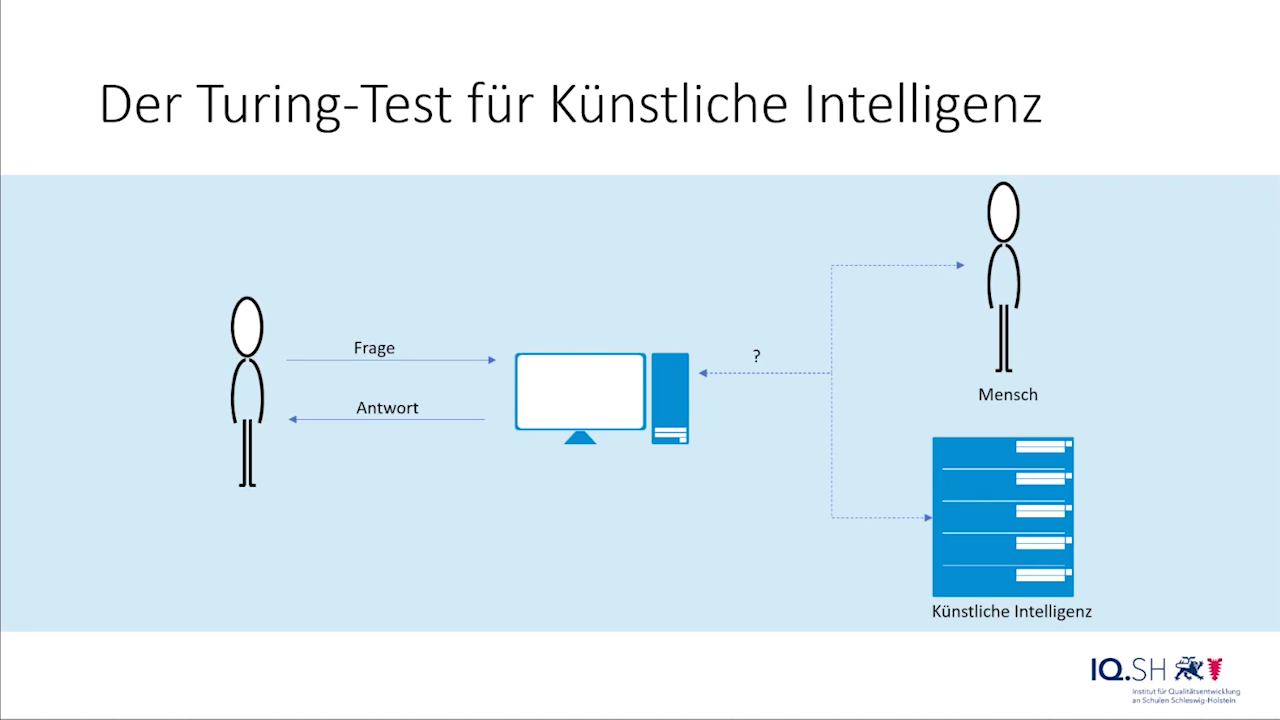 Der Turing-Test für Künstliche Intelligenz
Frage
Antwort
?
Mensch
Künstliche Intelligenz
IQ.SH
Institut für Qualitätsentwicklung
an Schulen Schleswig-Holstein